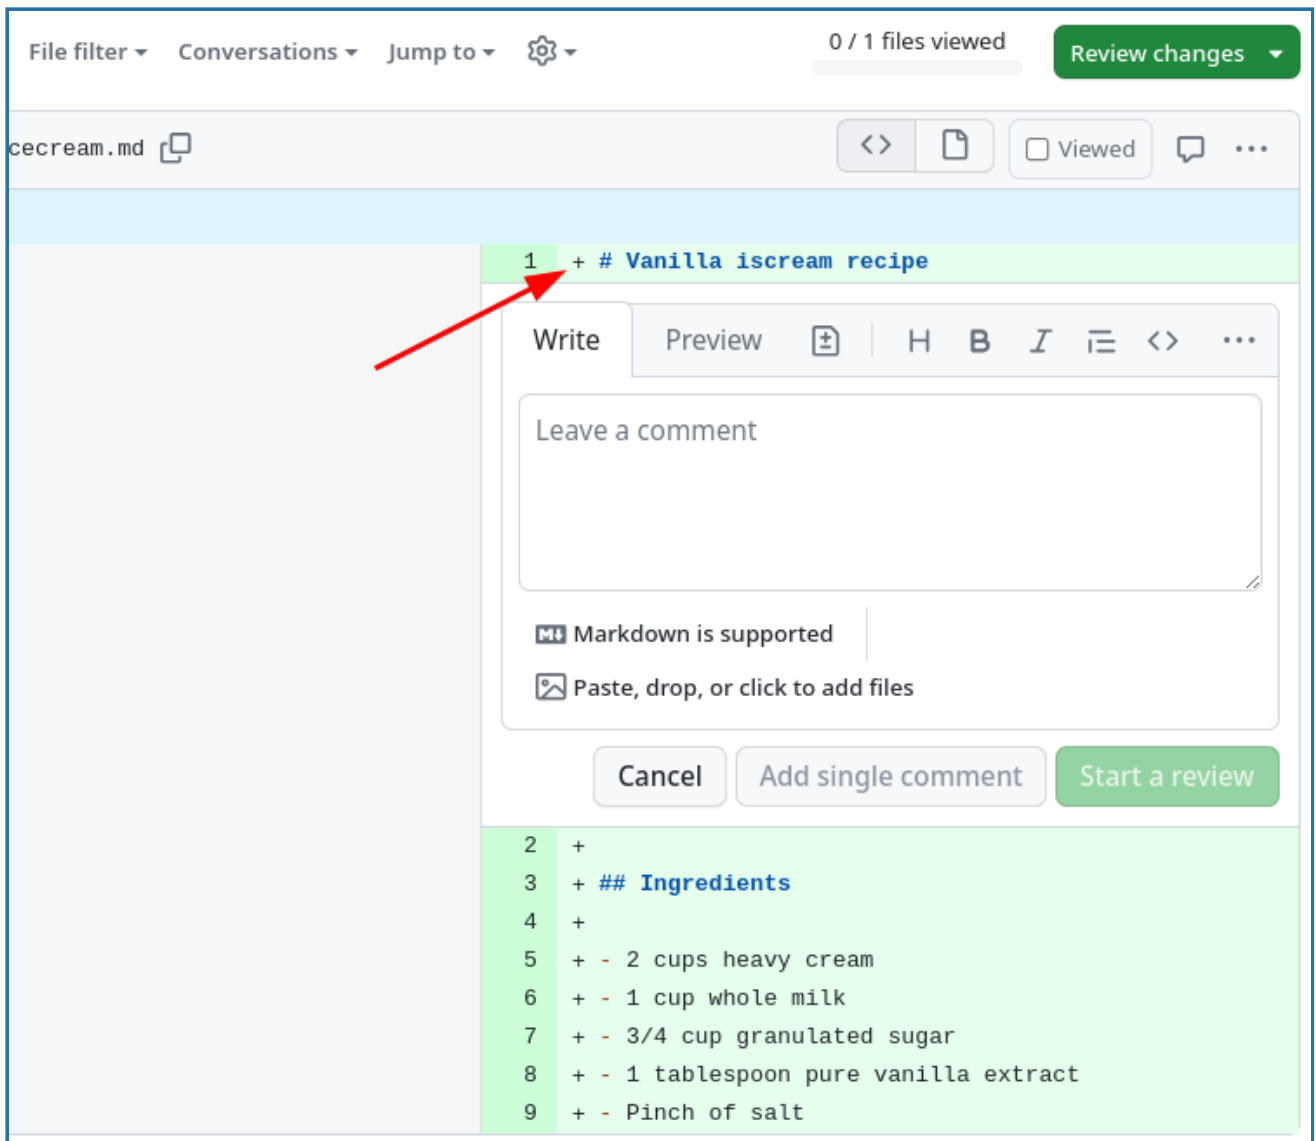 File filter Conversations Jump to 0 / 1 files viewed Review changes
cecream.md Viewed
1 + # Vanilla iscream recipe
Write Preview H B I
Leave a comment
Markdown is supported
Paste, drop, or click to add files
Cancel Add single comment Start a review
2 +
3 + ## Ingredients
4 +
5 + - 2 cups heavy cream
6 + - 1 cup whole milk
7 + - 3/4 cup granulated sugar
8 + - 1 tablespoon pure vanilla extract
9 + - Pinch of salt